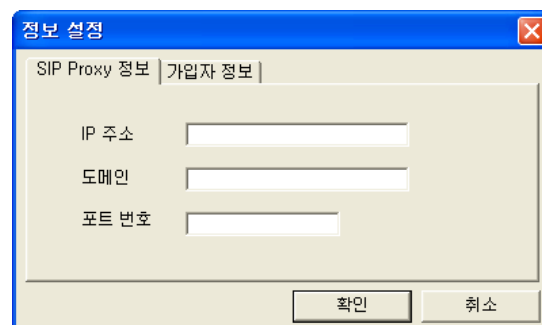 정보 설정
SIP Proxy 정보 가입자 정보
IP 주소
도메인
포트 번호
확인 취소